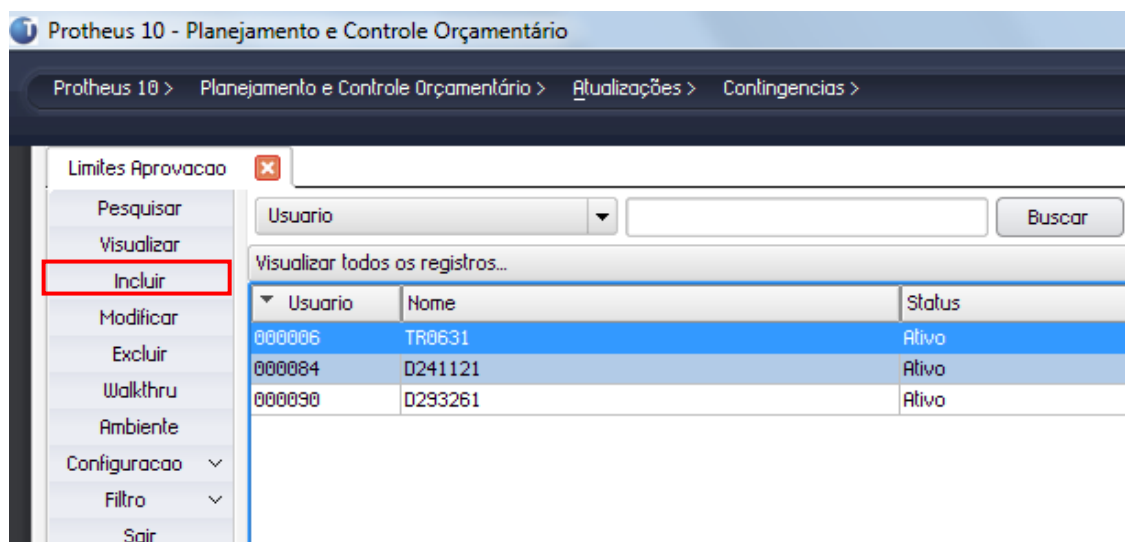 Protheus 10 - Planejamento e Controle Orçamentário
Protheus 10 > Planejamento e Controle Orçamentário > Atualizações > Contingencias >
Limites Aprovacao
Pesquisar
Visualizar
Incluir
Modificar
Excluir
Walkthru
Ambiente
Configuracao
Filtro
Sair
Usuario Buscar
Visualizar todos os registros...
Usuario Nome Status
000006 TR0631 Ativo
000084 D241121 Ativo
000090 D293261 Ativo